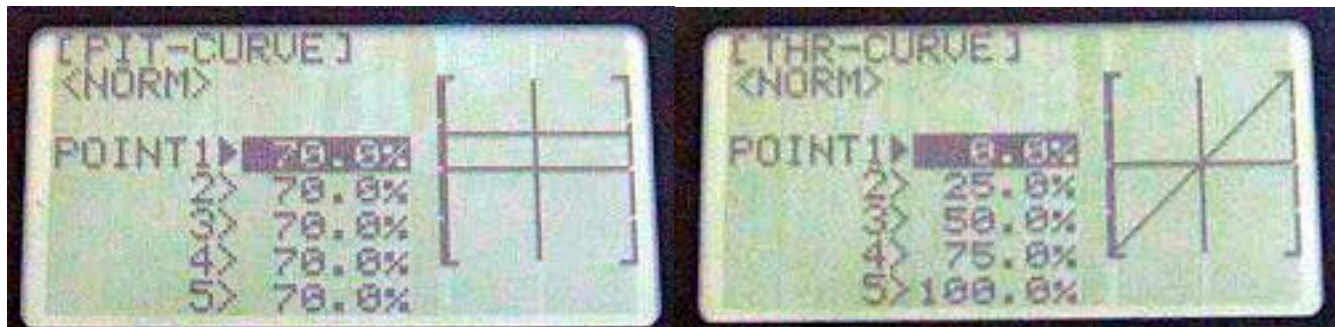 [PIT-CURVE]
<NORM>
POINT1▶ 70.0%
2> 70.0%
3> 70.0%
4> 70.0%
5> 70.0%
[THR-CURVE]
<NORM>
POINT1▶ 0.0%
2> 25.0%
3> 50.0%
4> 75.0%
5>100.0%